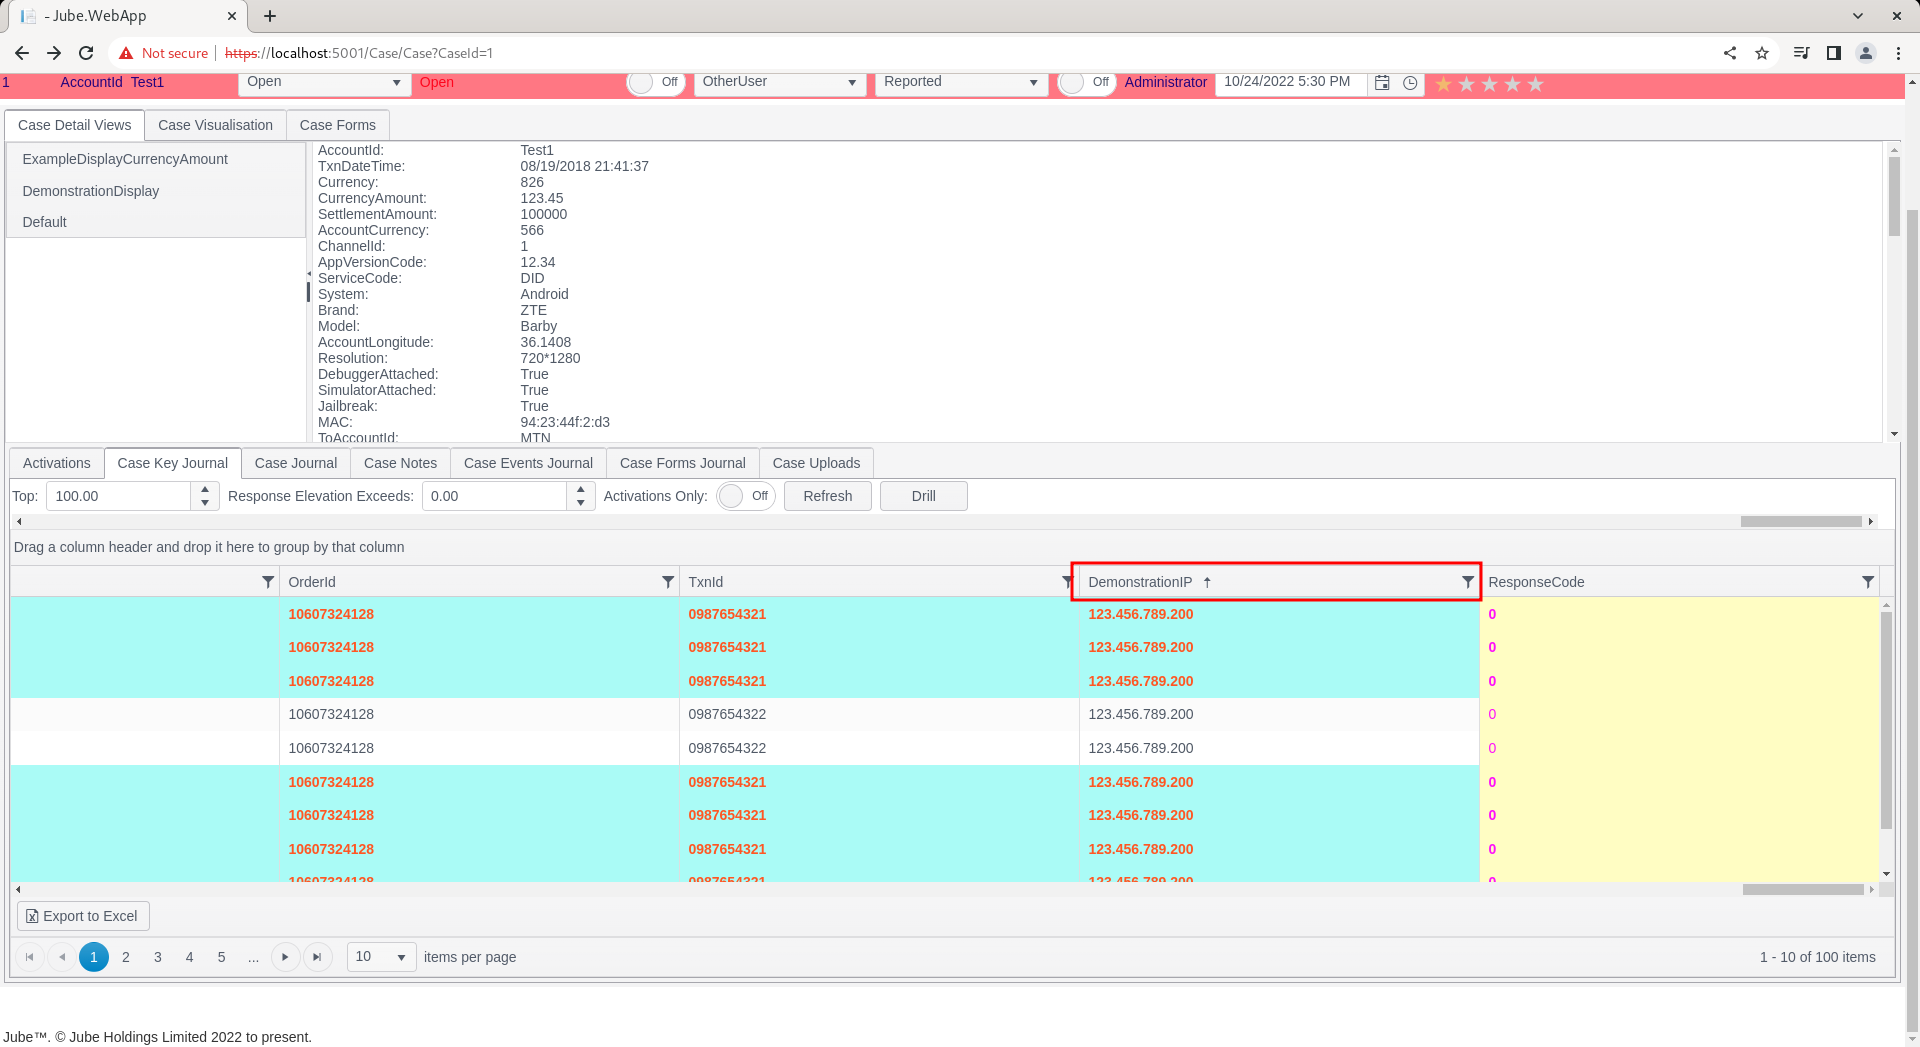 - Jube.WebApp
Not secure https://localhost:5001/Case/Case?CaseId=1
1 AccountId Test1 Open Open Off OtherUser Reported Off Administrator 10/24/2022 5:30 PM
Case Detail Views Case Visualisation Case Forms
ExampleDisplayCurrencyAmount
DemonstrationDisplay
Default
AccountId: Test1
TxnDateTime: 08/19/2018 21:41:37
Currency: 826
CurrencyAmount: 123.45
SettlementAmount: 100000
AccountCurrency: 566
ChannelId: 1
AppVersionCode: 12.34
ServiceCode: DID
System: Android
Brand: ZTE
Model: Barby
AccountLongitude: 36.1408
Resolution: 720*1280
DebuggerAttached: True
SimulatorAttached: True
Jailbreak: True
MAC: 94:23:44f:2:d3
ToAccountId: MTN
Activations Case Key Journal Case Journal Case Notes Case Events Journal Case Forms Journal Case Uploads
Top: 100.00 Response Elevation Exceeds: 0.00 Activations Only: Off Refresh Drill
Drag a column header and drop it here to group by that column
OrderId TxnId DemonstrationIP ResponseCode
10607324128 0987654321 123.456.789.200 0
10607324128 0987654321 123.456.789.200 0
10607324128 0987654321 123.456.789.200 0
10607324128 0987654322 123.456.789.200 0
10607324128 0987654322 123.456.789.200 0
10607324128 0987654321 123.456.789.200 0
10607324128 0987654321 123.456.789.200 0
10607324128 0987654321 123.456.789.200 0
10607324128 0987654321 123.456.789.200 0
Export to Excel
1 2 3 4 5 ... 10 items per page 1 - 10 of 100 items
Jube™. © Jube Holdings Limited 2022 to present.